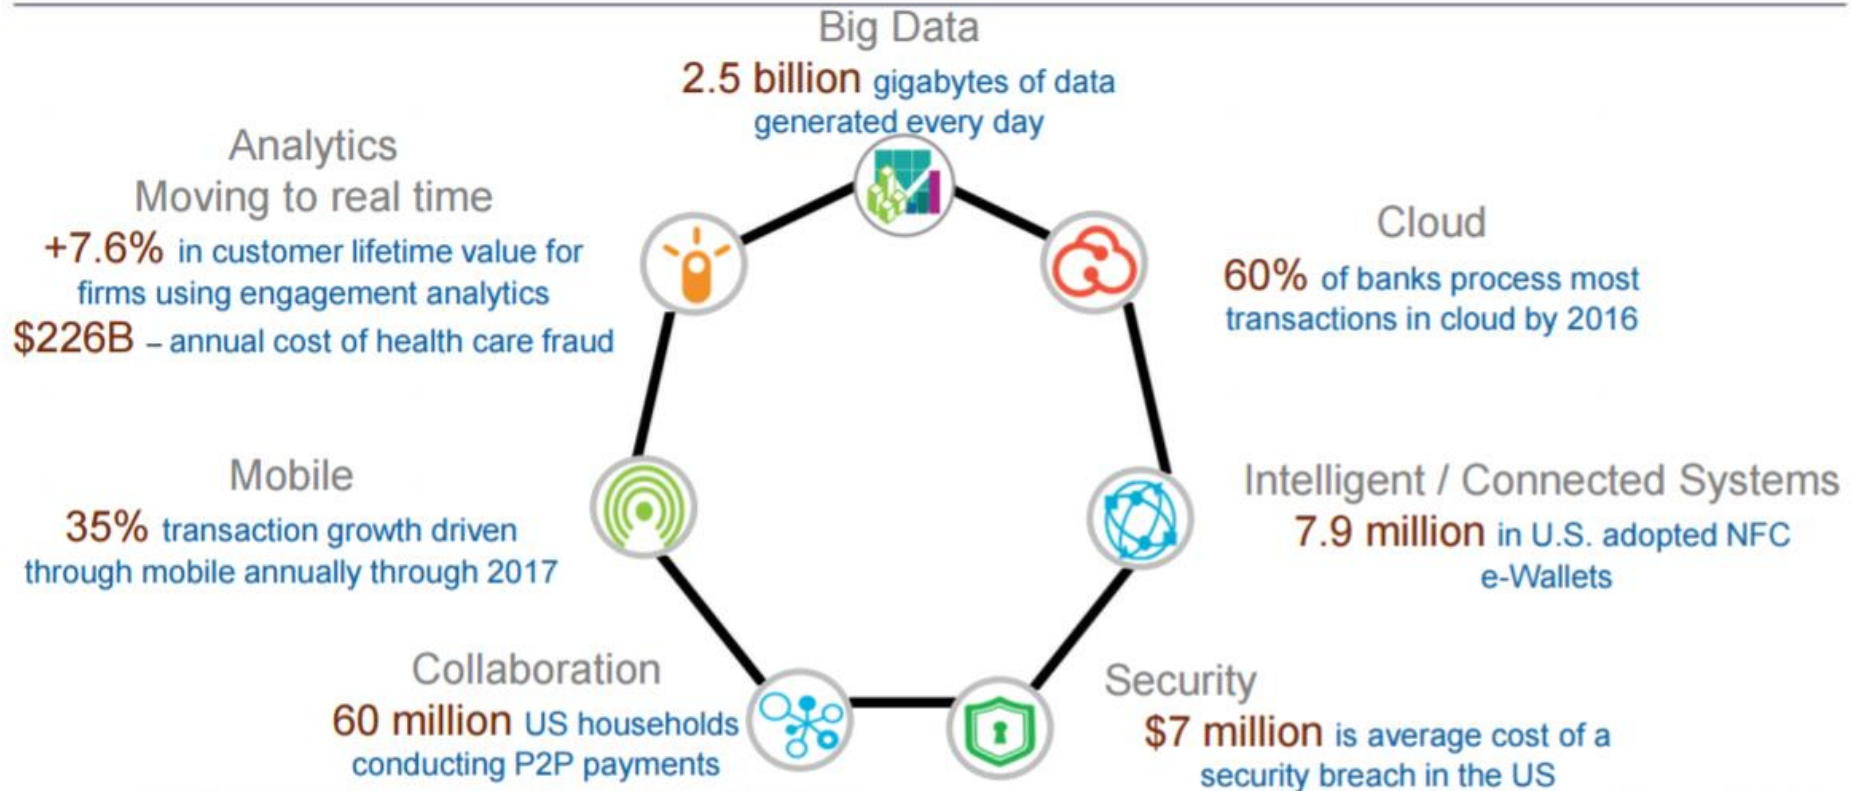 Big Data
2.5 billion gigabytes of data
generated every day
Analytics
Moving to real time
+7.6% in customer lifetime value for
firms using engagement analytics
$226B – annual cost of health care fraud
Cloud
60% of banks process most
transactions in cloud by 2016
Mobile
35% transaction growth driven
through mobile annually through 2017
Intelligent / Connected Systems
7.9 million in U.S. adopted NFC
e-Wallets
Collaboration
60 million US households
conducting P2P payments
Security
$7 million is average cost of a
security breach in the US